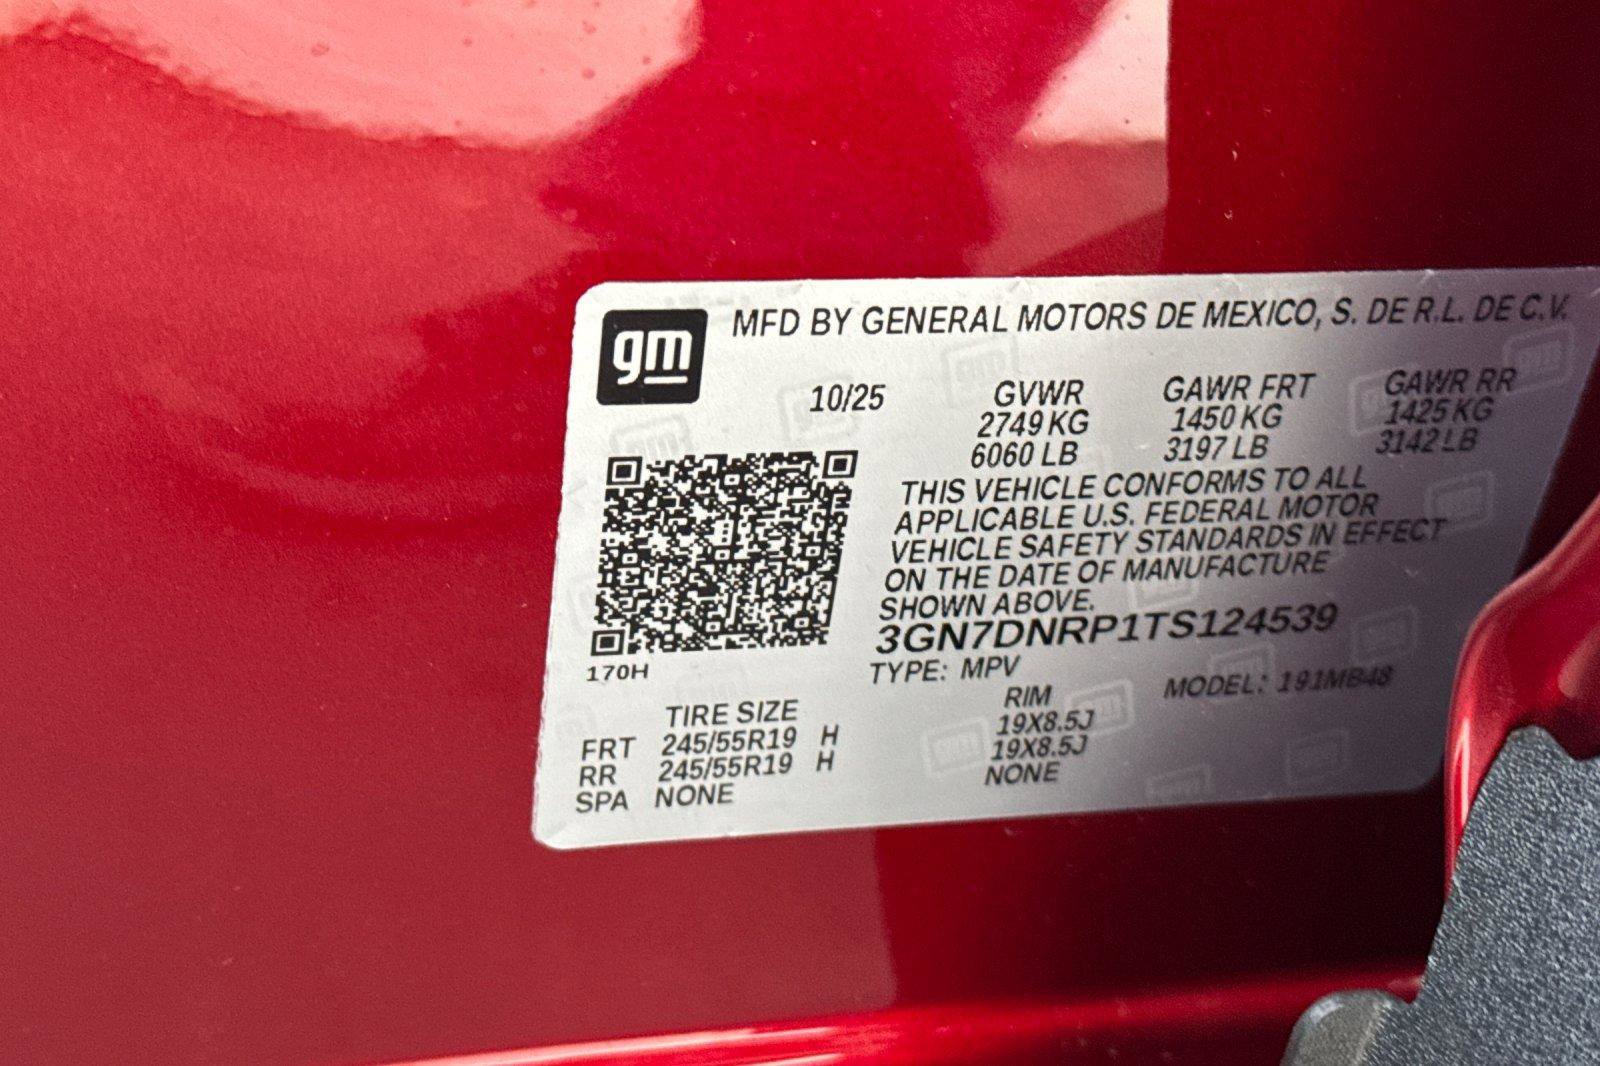 gm
MFD BY GENERAL MOTORS DE MEXICO, S. DE R.L. DE C.V.
10/25 GVWR GAWR FRT GAWR RR
2749 KG 1450 KG 1425 KG
6060 LB 3197 LB 3142 LB
THIS VEHICLE CONFORMS TO ALL
APPLICABLE U.S. FEDERAL MOTOR
VEHICLE SAFETY STANDARDS IN EFFECT
ON THE DATE OF MANUFACTURE
SHOWN ABOVE.
3GN7DNRP1TS124539
170H
TYPE: MPV MODEL: 191MB48
TIRE SIZE RIM
FRT 245/55R19 H 19X8.5J
RR 245/55R19 H 19X8.5J
SPA NONE NONE